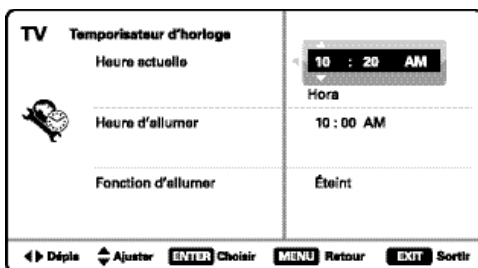 TV Temporisateur d'horloge
Heure actuelle 10 : 20 AM
Hora
Heure d'allumer 10 : 00 AM
Fonction d'allumer Éteint
Dépla Ajuster ENTER Choisir MENU Retour EXIT Sortir